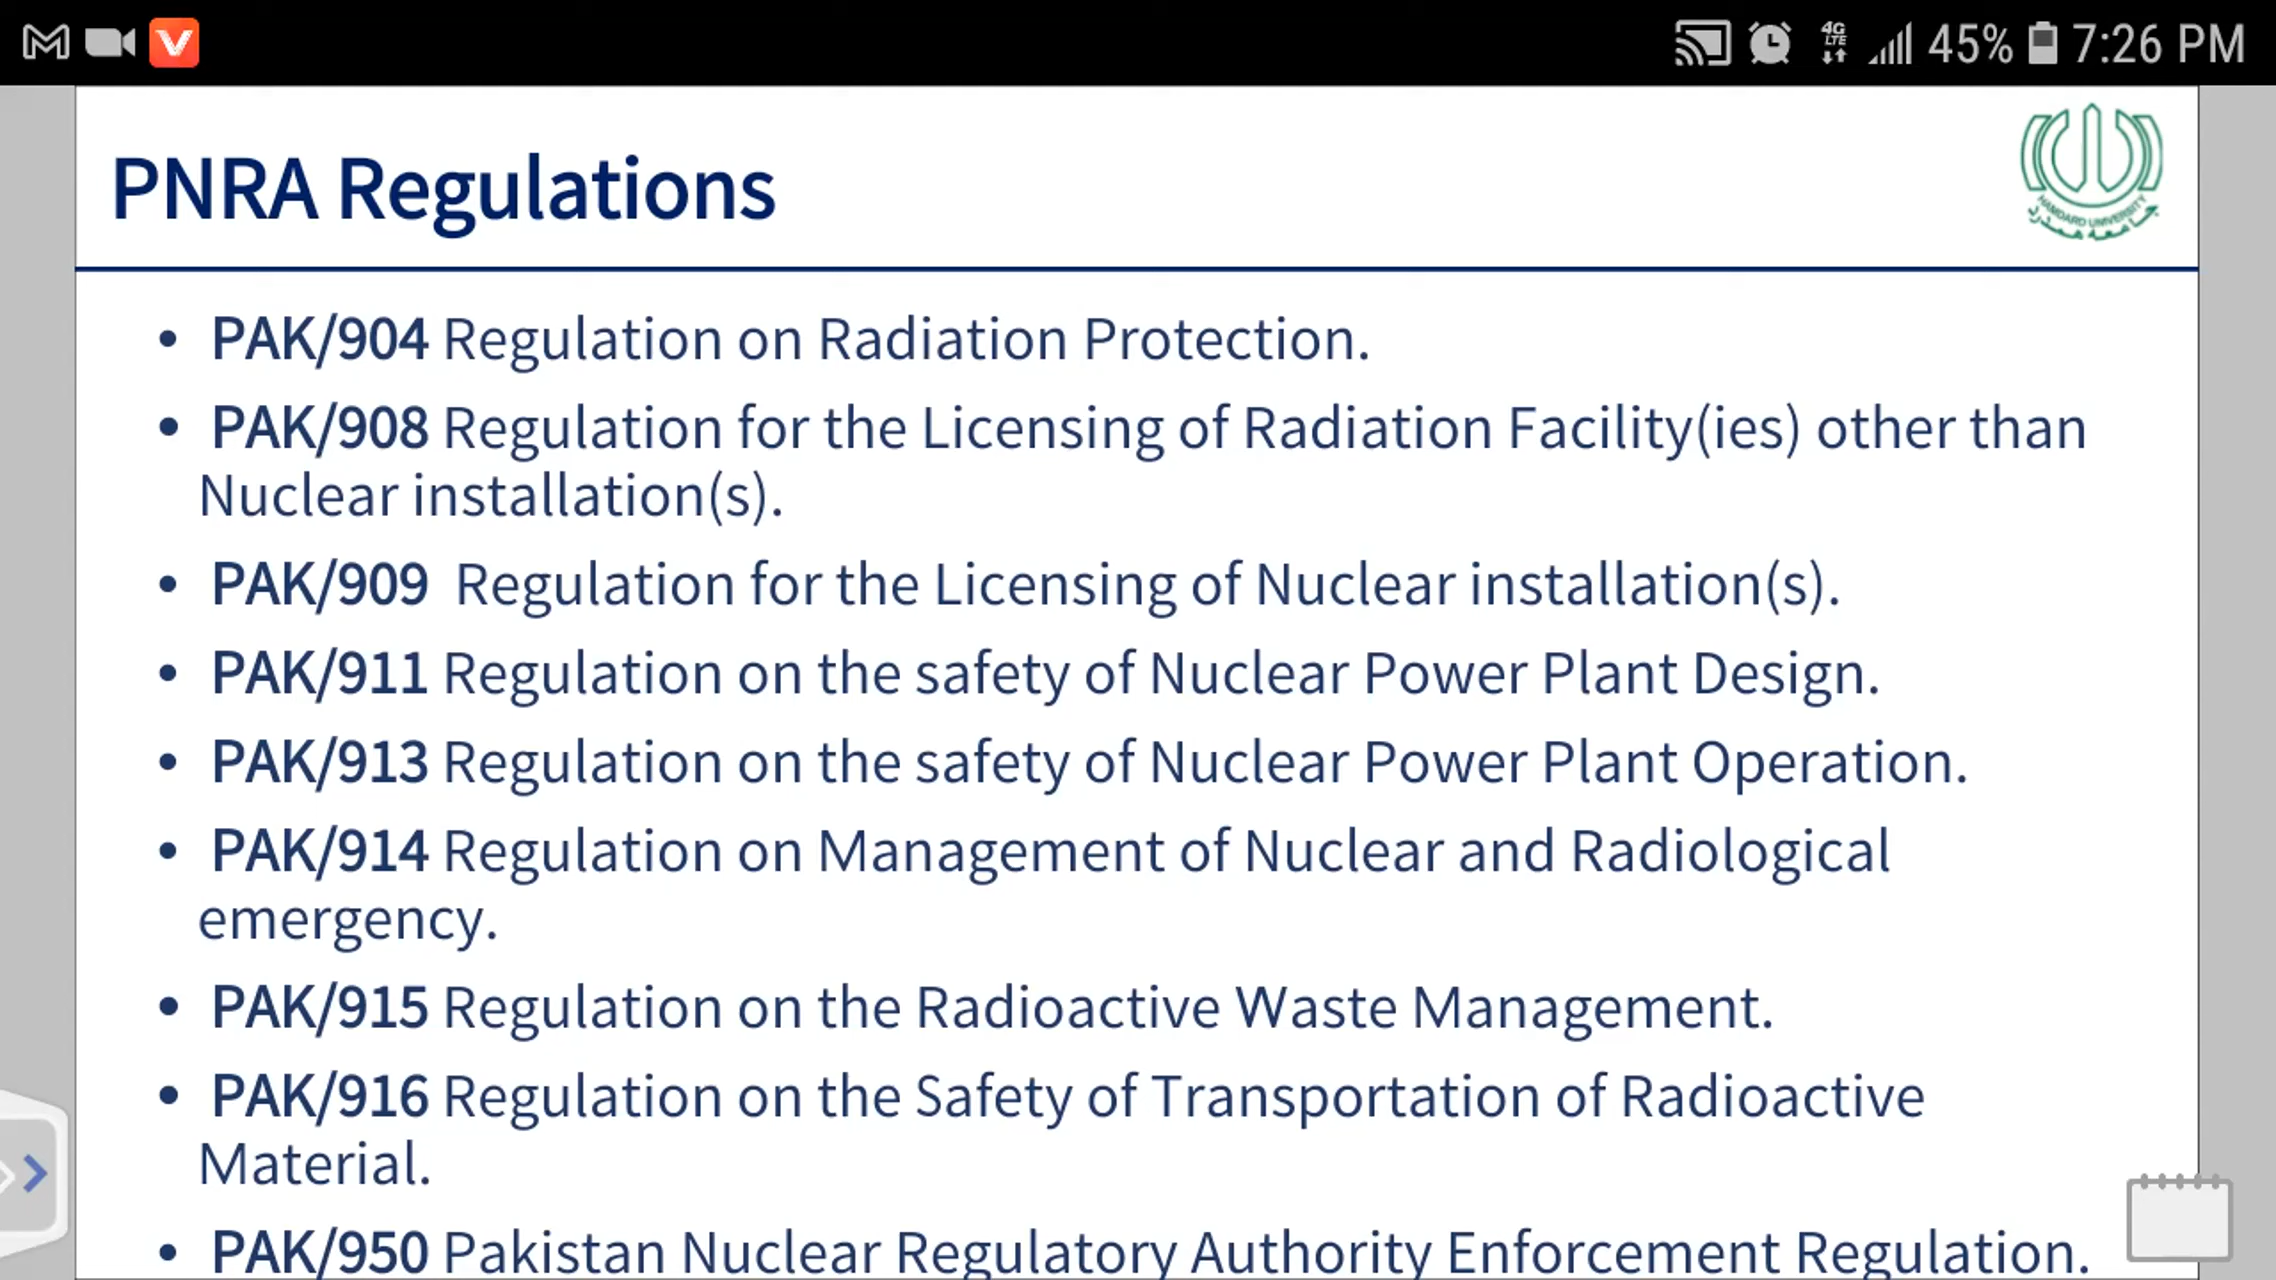 45% 7:26 PM
PNRA Regulations
HAMDARD UNIVERSITY
جامعہ ہمدرد
• PAK/904 Regulation on Radiation Protection.
• PAK/908 Regulation for the Licensing of Radiation Facility(ies) other than
Nuclear installation(s).
• PAK/909 Regulation for the Licensing of Nuclear installation(s).
• PAK/911 Regulation on the safety of Nuclear Power Plant Design.
• PAK/913 Regulation on the safety of Nuclear Power Plant Operation.
• PAK/914 Regulation on Management of Nuclear and Radiological
emergency.
• PAK/915 Regulation on the Radioactive Waste Management.
• PAK/916 Regulation on the Safety of Transportation of Radioactive
Material.
• PAK/950 Pakistan Nuclear Regulatory Authority Enforcement Regulation.